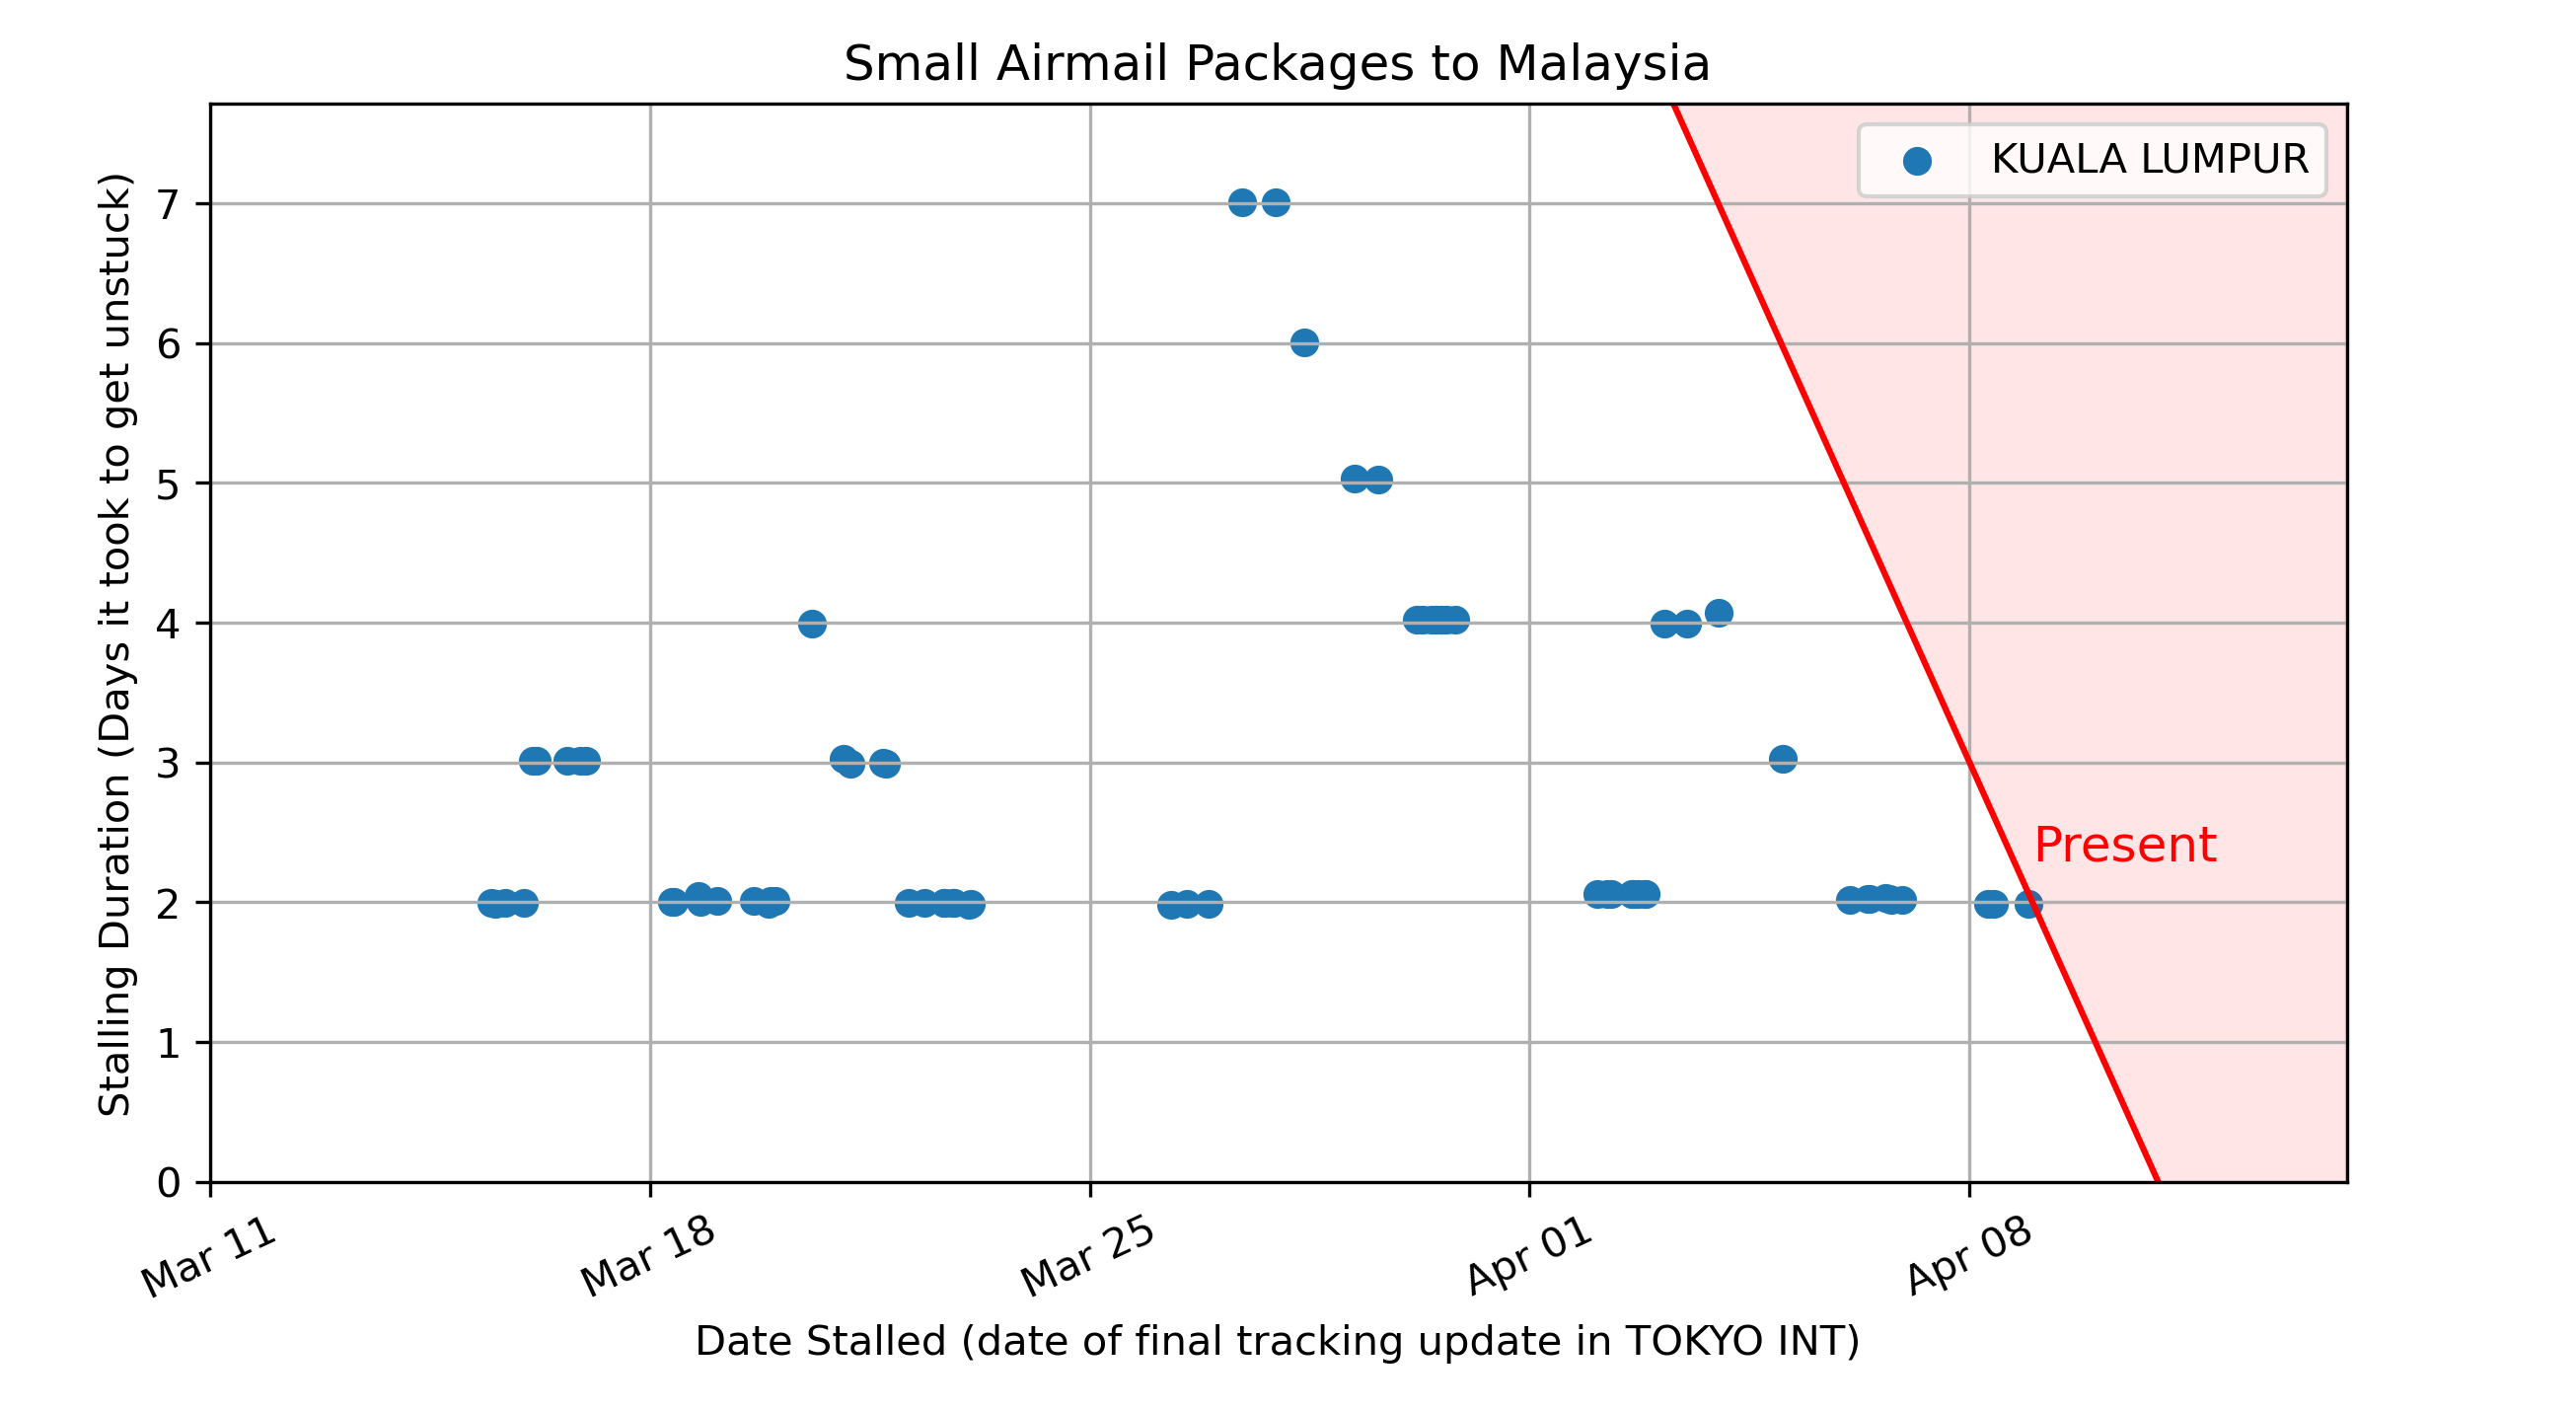 Small Airmail Packages to Malaysia
KUALA LUMPUR
Stalling Duration (Days it took to get unstuck)
7
6
5
4
3
2
1
0
Present
Mar 11
Mar 18
Mar 25
Apr 01
Apr 08
Date Stalled (date of final tracking update in TOKYO INT)